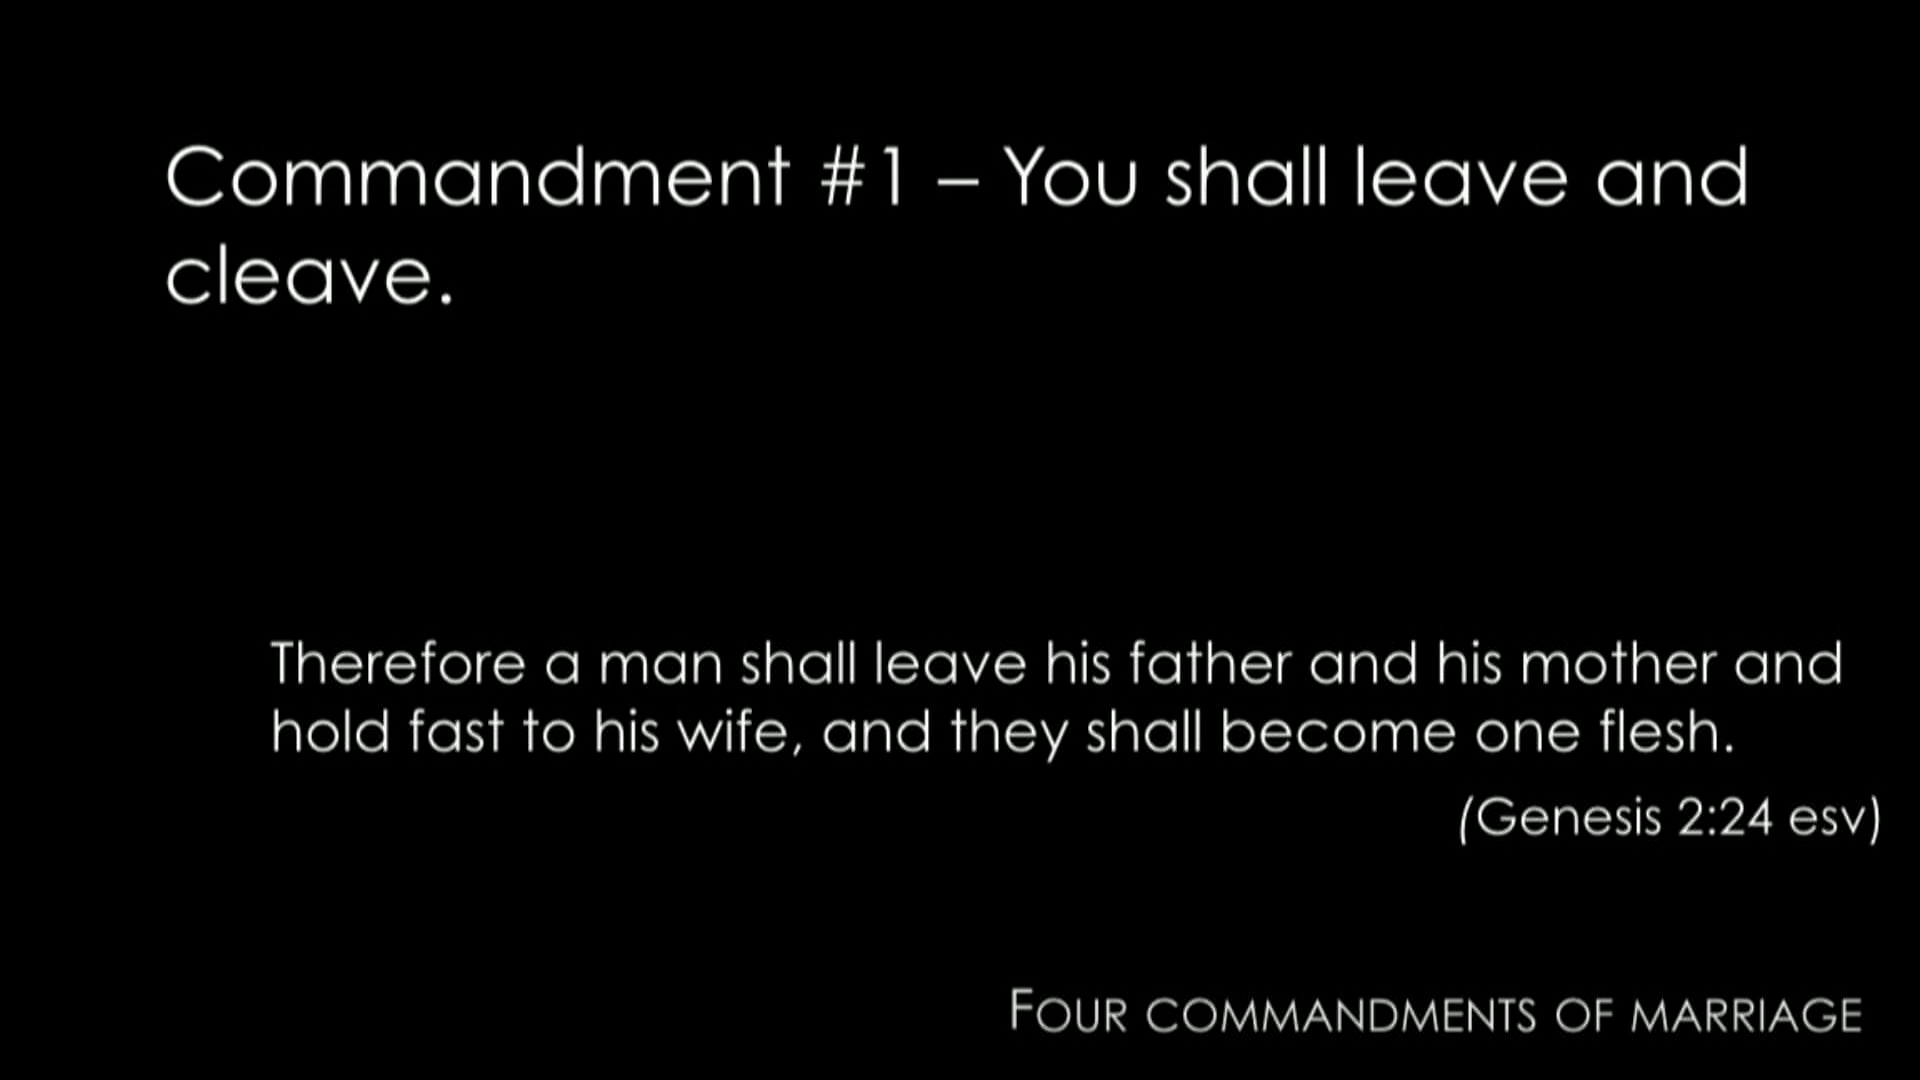 Commandment #1 – You shall leave and
cleave.
Therefore a man shall leave his father and his mother and
hold fast to his wife, and they shall become one flesh.
(Genesis 2:24 esv)
FOUR COMMANDMENTS OF MARRIAGE